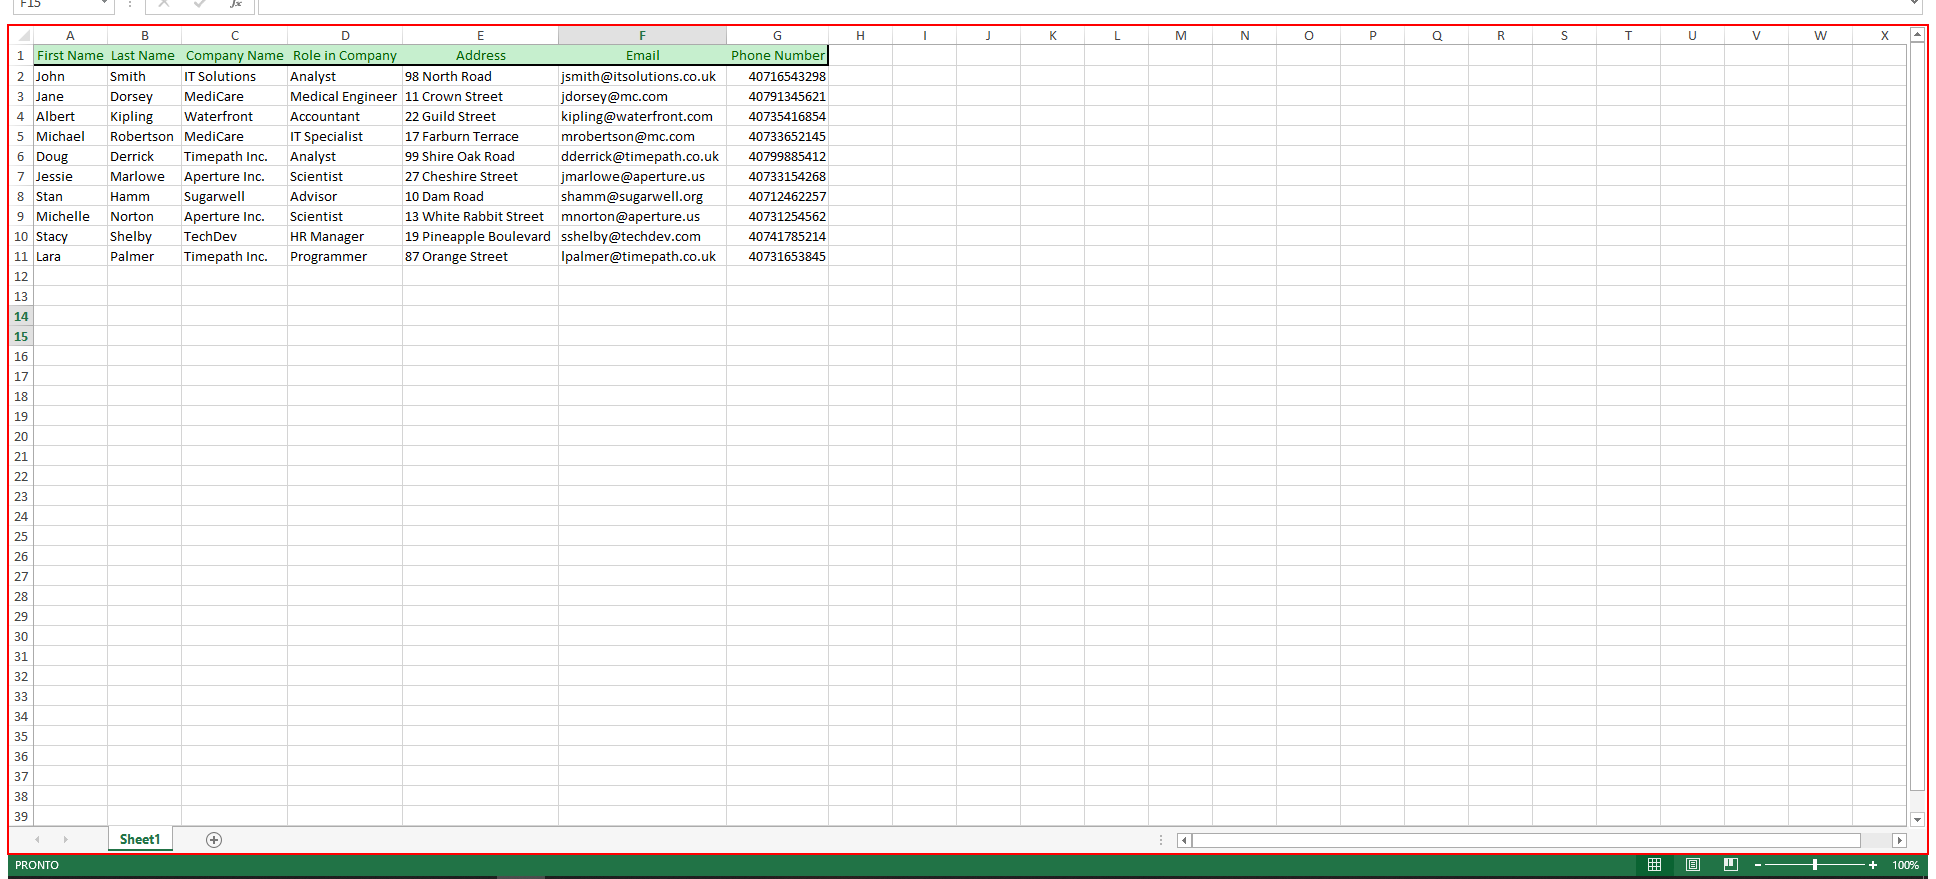 F15 fx
A B C D E F G H I J K L M N O P Q R S T U V W X
1 First Name Last Name Company Name Role in Company Address Email Phone Number
2 John Smith IT Solutions Analyst 98 North Road jsmith@itsolutions.co.uk 40716543298
3 Jane Dorsey MediCare Medical Engineer 11 Crown Street jdorsey@mc.com 40791345621
4 Albert Kipling Waterfront Accountant 22 Guild Street kipling@waterfront.com 40735416854
5 Michael Robertson MediCare IT Specialist 17 Farburn Terrace mrobertson@mc.com 40733652145
6 Doug Derrick Timepath Inc. Analyst 99 Shire Oak Road dderrick@timepath.co.uk 40799885412
7 Jessie Marlowe Aperture Inc. Scientist 27 Cheshire Street jmarlowe@aperture.us 40733154268
8 Stan Hamm Sugarwell Advisor 10 Dam Road shamm@sugarwell.org 40712462257
9 Michelle Norton Aperture Inc. Scientist 13 White Rabbit Street mnorton@aperture.us 40731254562
10 Stacy Shelby TechDev HR Manager 19 Pineapple Boulevard sshelby@techdev.com 40741785214
11 Lara Palmer Timepath Inc. Programmer 87 Orange Street lpalmer@timepath.co.uk 40731653845
12
13
14
15
16
17
18
19
20
21
22
23
24
25
26
27
28
29
30
31
32
33
34
35
36
37
38
39
Sheet1
PRONTO 100%